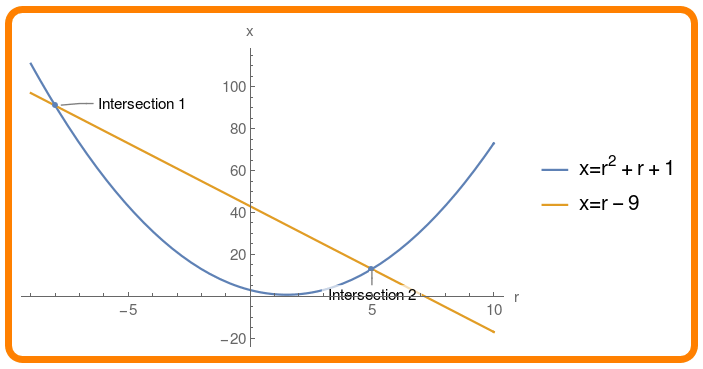 x
100
80
60
40
20
−20
−5
5
10
r
Intersection 1
Intersection 2
x=r² + r + 1
x=r − 9